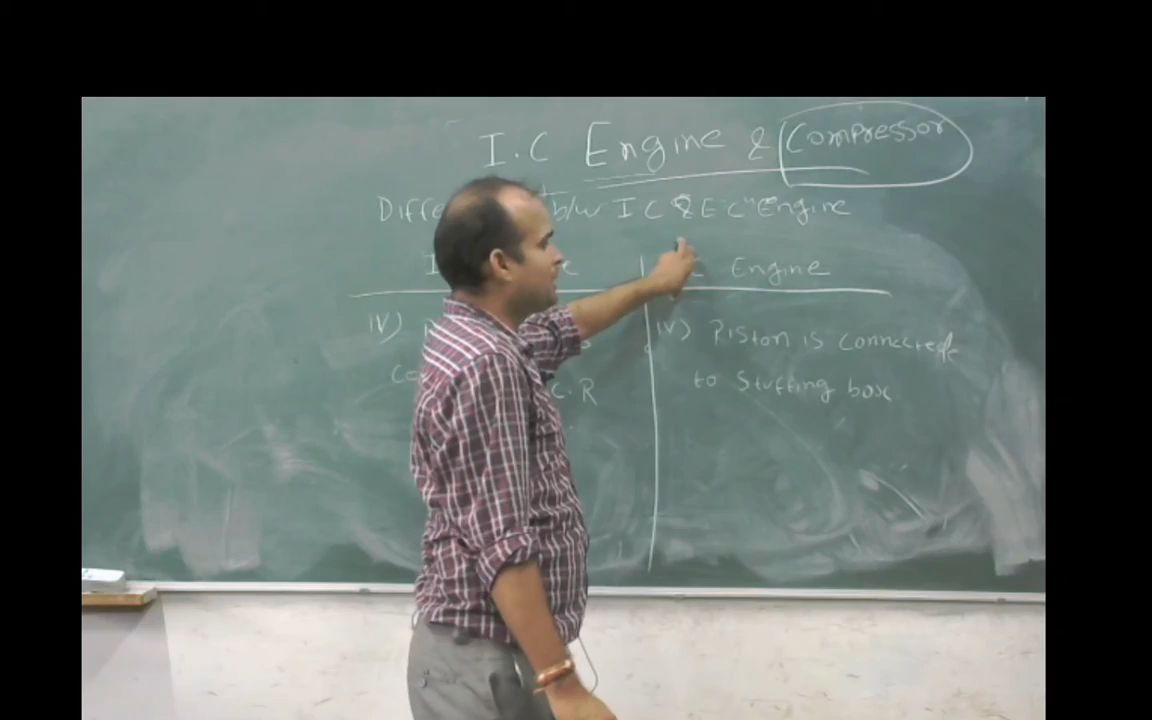 I.C Engine & Compressor
b/w I C & E.C" Engine
Engine
IV)
C.R
IV) Piston is connected
to Stuffing box